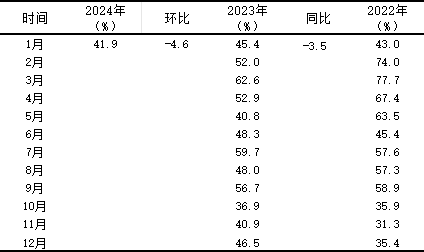 时间 2024年（%） 环比 2023年（%） 同比 2022年（%）
1月 41.9 -4.6 45.4 -3.5 43.0
2月 52.0 74.0
3月 62.6 77.7
4月 52.9 67.4
5月 40.8 63.5
6月 48.3 45.4
7月 59.7 57.6
8月 48.0 57.3
9月 56.7 58.9
10月 36.9 35.9
11月 40.9 31.3
12月 46.5 35.4